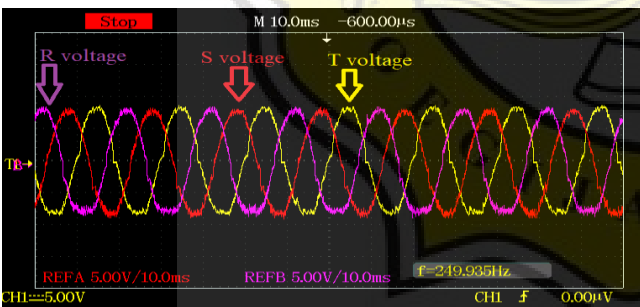 Stop M 10.0ms -600.00µs
R voltage S voltage T voltage
REFA 5.00V/10.0ms REFB 5.00V/10.0ms f=249.935Hz
CH1 5.00V CH1 0.00µV